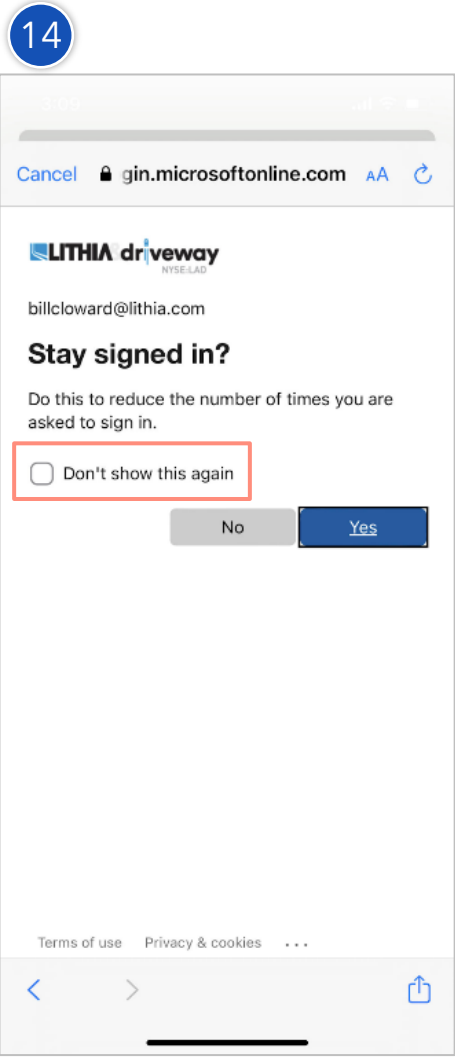 14
3:09
Cancel gin.microsoftonline.com AA
LITHIA driveway
NYSE:LAD
billcloward@lithia.com
Stay signed in?
Do this to reduce the number of times you are
asked to sign in.
Don't show this again
No Yes
Terms of use Privacy & cookies ...